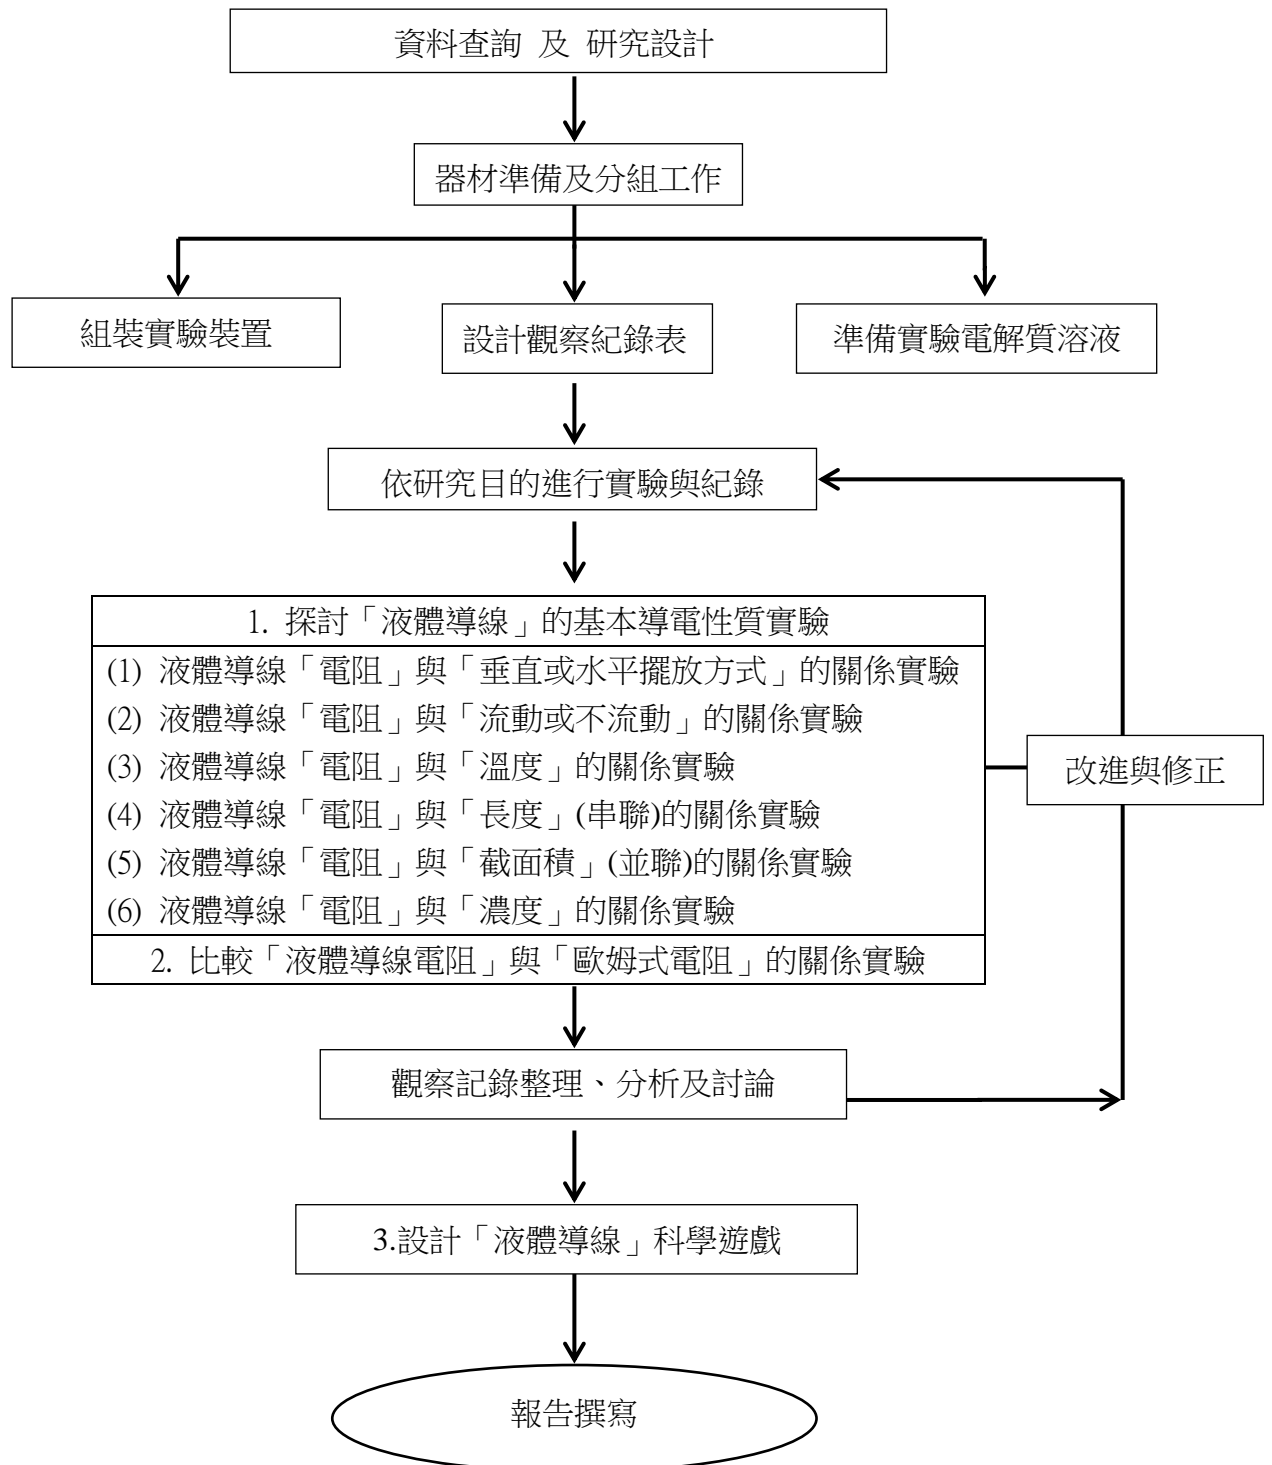 資料查詢 及 研究設計
器材準備及分組工作
組裝實驗裝置
設計觀察紀錄表
準備實驗電解質溶液
依研究目的進行實驗與紀錄
1. 探討「液體導線」的基本導電性質實驗
(1) 液體導線「電阻」與「垂直或水平擺放方式」的關係實驗
(2) 液體導線「電阻」與「流動或不流動」的關係實驗
(3) 液體導線「電阻」與「溫度」的關係實驗
(4) 液體導線「電阻」與「長度」(串聯)的關係實驗
(5) 液體導線「電阻」與「截面積」(並聯)的關係實驗
(6) 液體導線「電阻」與「濃度」的關係實驗
2. 比較「液體導線電阻」與「歐姆式電阻」的關係實驗
改進與修正
觀察記錄整理、分析及討論
3.設計「液體導線」科學遊戲
報告撰寫